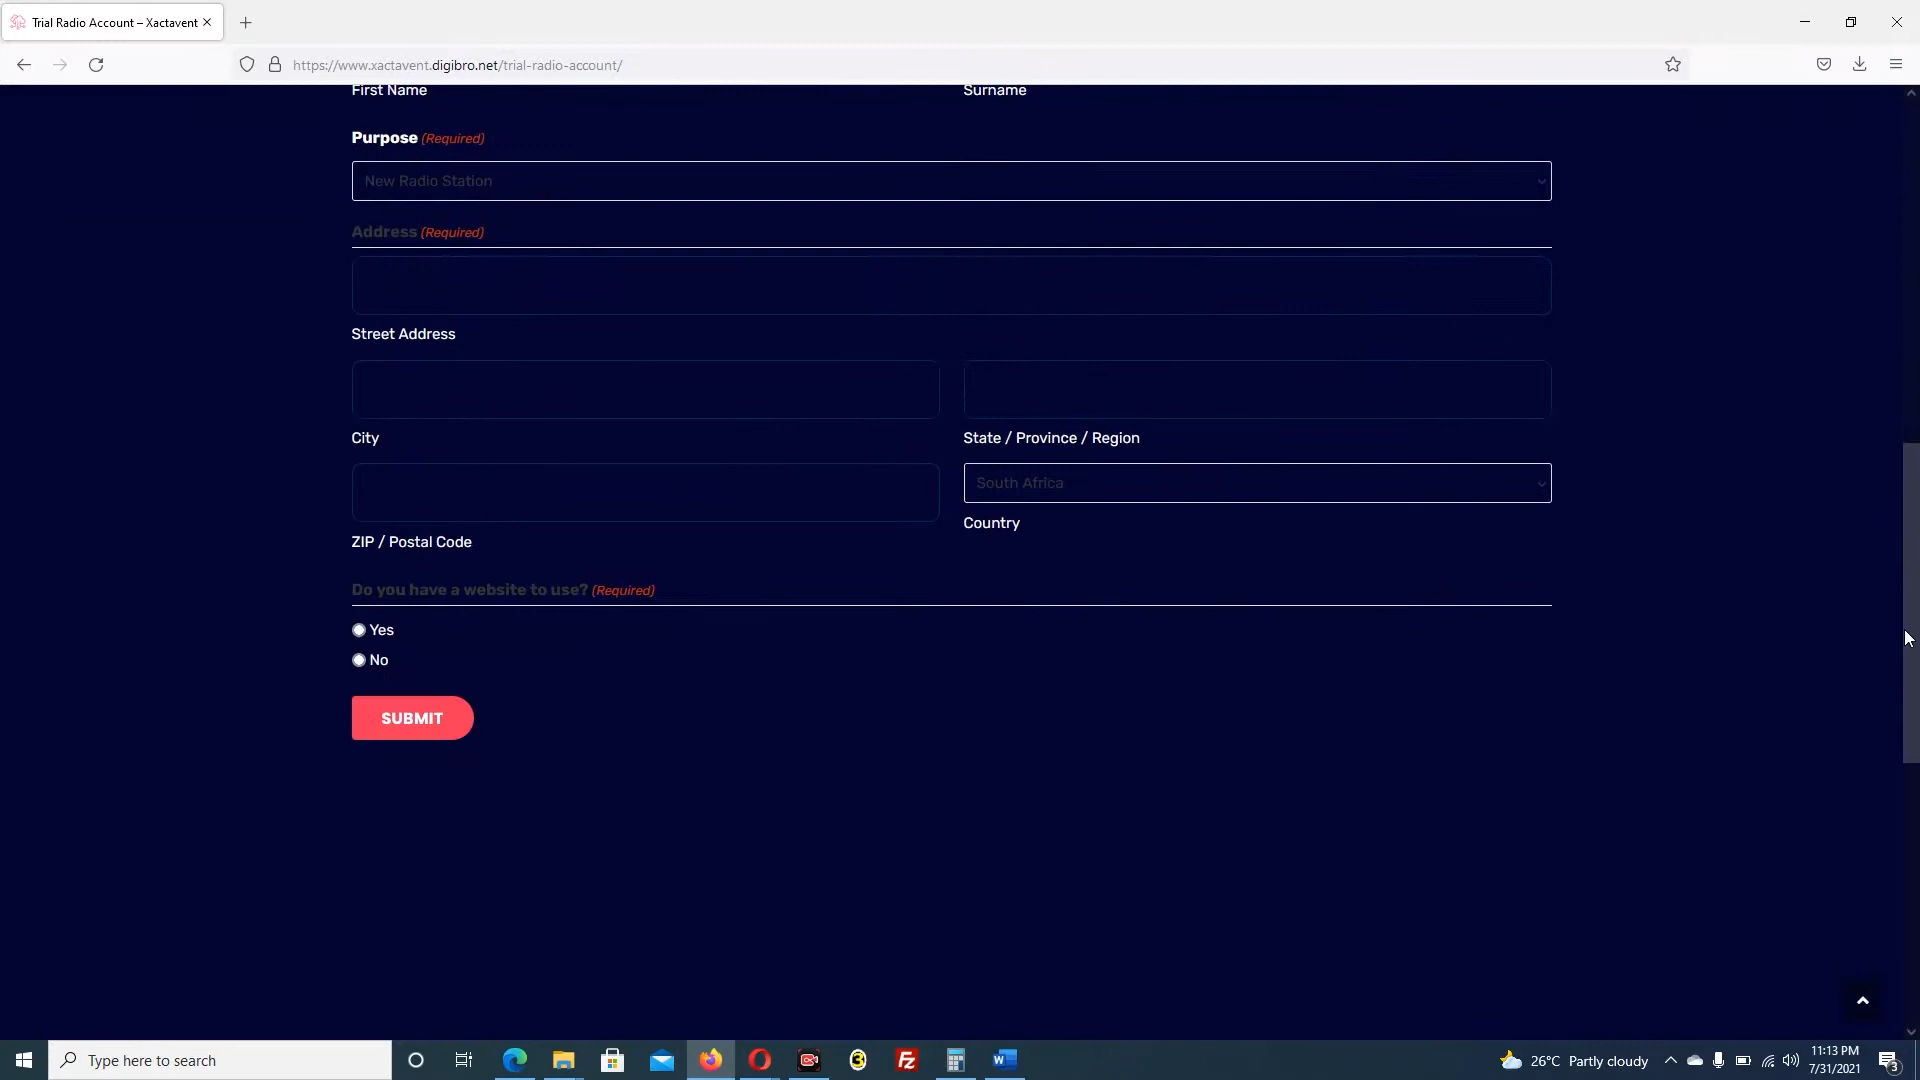 Trial Radio Account – Xactavent
https://www.xactavent.digibro.net/trial-radio-account/
First Name
Surname
Purpose (Required)
New Radio Station
Address (Required)
Street Address
City
State / Province / Region
South Africa
Country
ZIP / Postal Code
Do you have a website to use? (Required)
Yes
No
SUBMIT
Type here to search
26°C Partly cloudy
11:13 PM
7/31/2021
3